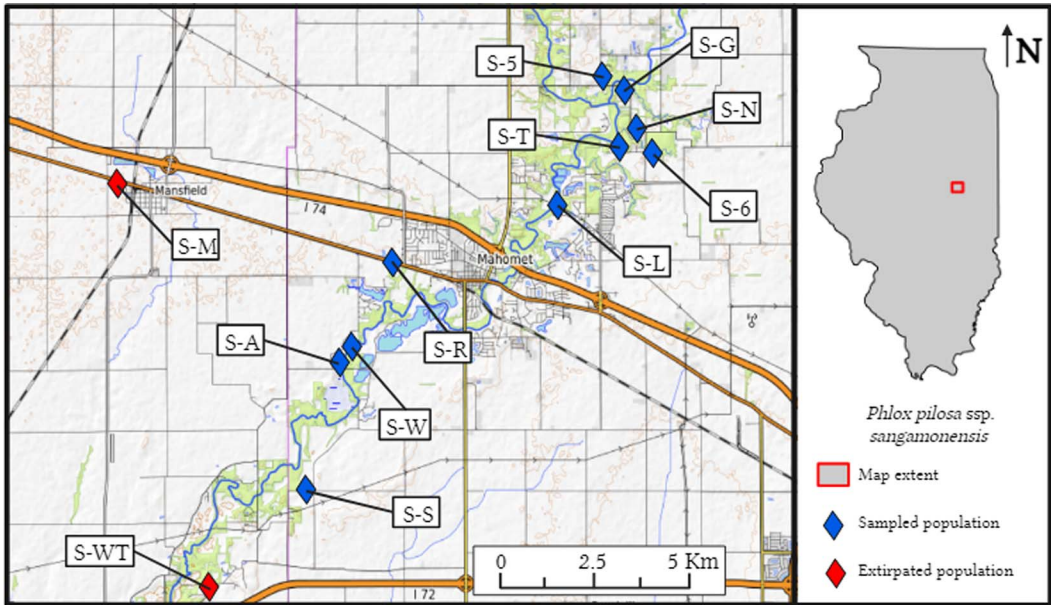 S-G
S-5
S-N
S-T
S-6
Mansfield
I 74
S-M
S-L
Mahomet
S-R
S-A
S-W
S-S
S-WT
0 2.5 5 Km
I 72
N
Phlox pilosa ssp.
sangamonensis
Map extent
Sampled population
Extirpated population